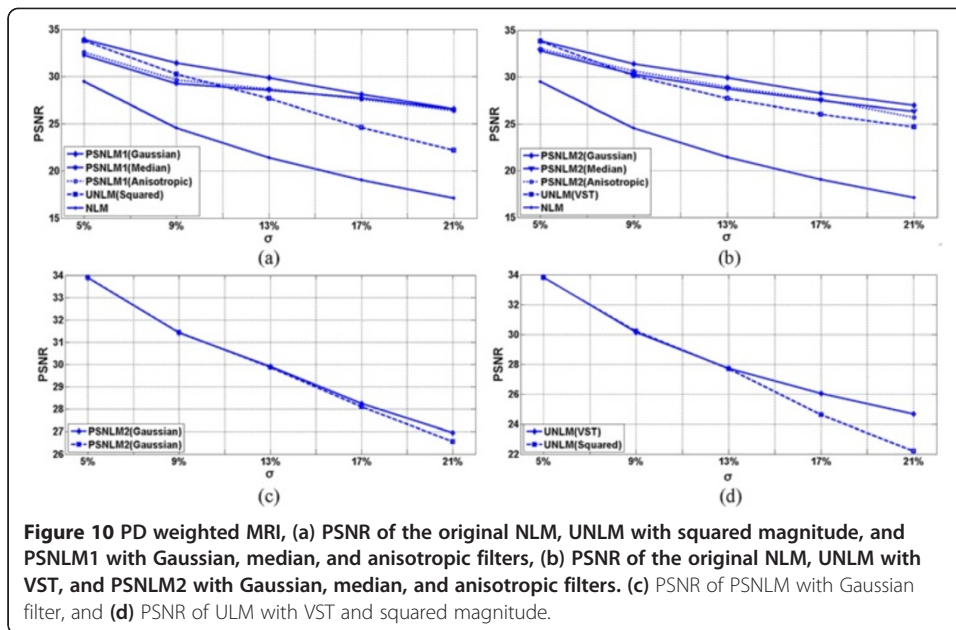 35
30
25
20
15
PSNR
PSNLM1(Gaussian)
PSNLM1(Median)
PSNLM1(Anisotropic)
UNLM(Squared)
NLM
5% 9% 13% 17% 21%
σ
(a)
35
30
25
20
15
PSNR
PSNLM2(Gaussian)
PSNLM2(Median)
PSNLM2(Anisotropic)
UNLM(VST)
NLM
5% 9% 13% 17% 21%
σ
(b)
34
33
32
31
30
29
28
27
26
PSNR
PSNLM2(Gaussian)
PSNLM2(Gaussian)
5% 9% 13% 17% 21%
σ
(c)
34
32
30
28
26
24
22
PSNR
UNLM(VST)
UNLM(Squared)
5% 9% 13% 17% 21%
σ
(d)
Figure 10 PD weighted MRI, (a) PSNR of the original NLM, UNLM with squared magnitude, and
PSNLM1 with Gaussian, median, and anisotropic filters, (b) PSNR of the original NLM, UNLM with
VST, and PSNLM2 with Gaussian, median, and anisotropic filters. (c) PSNR of PSNLM with Gaussian
filter, and (d) PSNR of ULM with VST and squared magnitude.